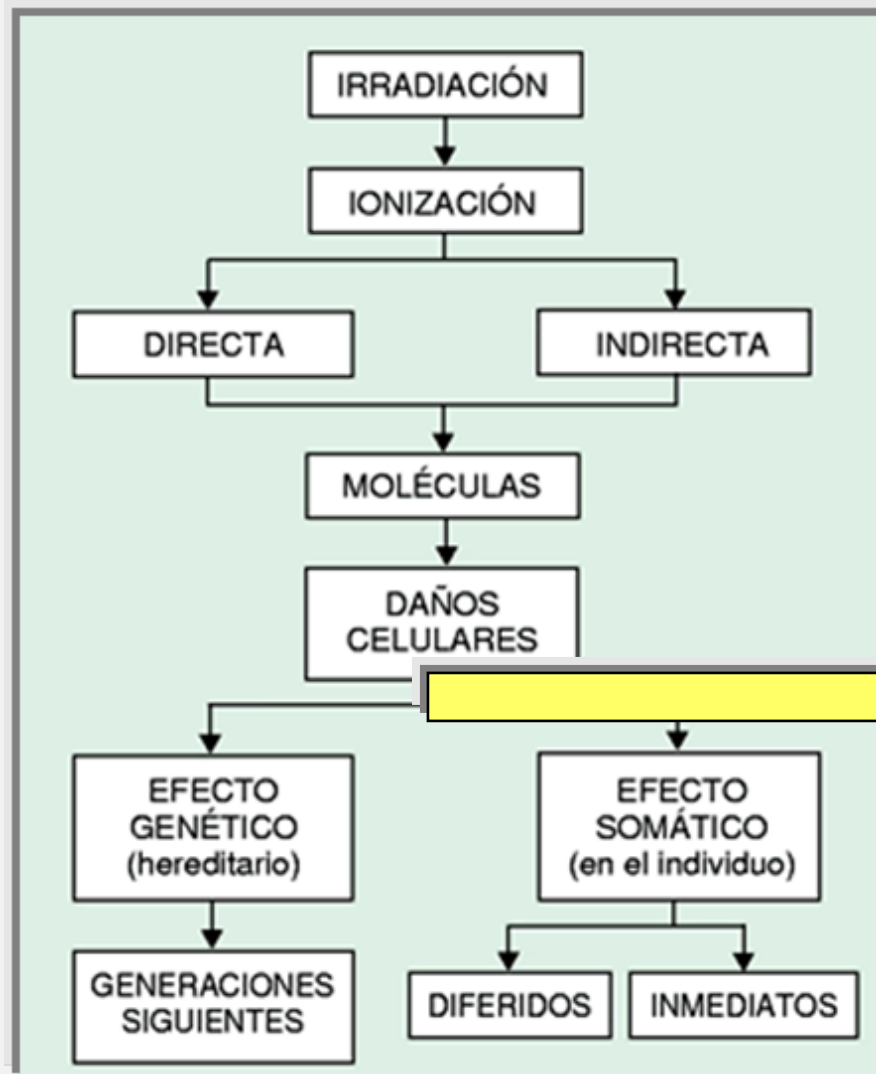 IRRADIACIÓN
IONIZACIÓN
DIRECTA
INDIRECTA
MOLÉCULAS
DAÑOS
CELULARES
EFECTO
GENÉTICO
(hereditario)
EFECTO
SOMÁTICO
(en el individuo)
GENERACIONES
SIGUIENTES
DIFERIDOS
INMEDIATOS